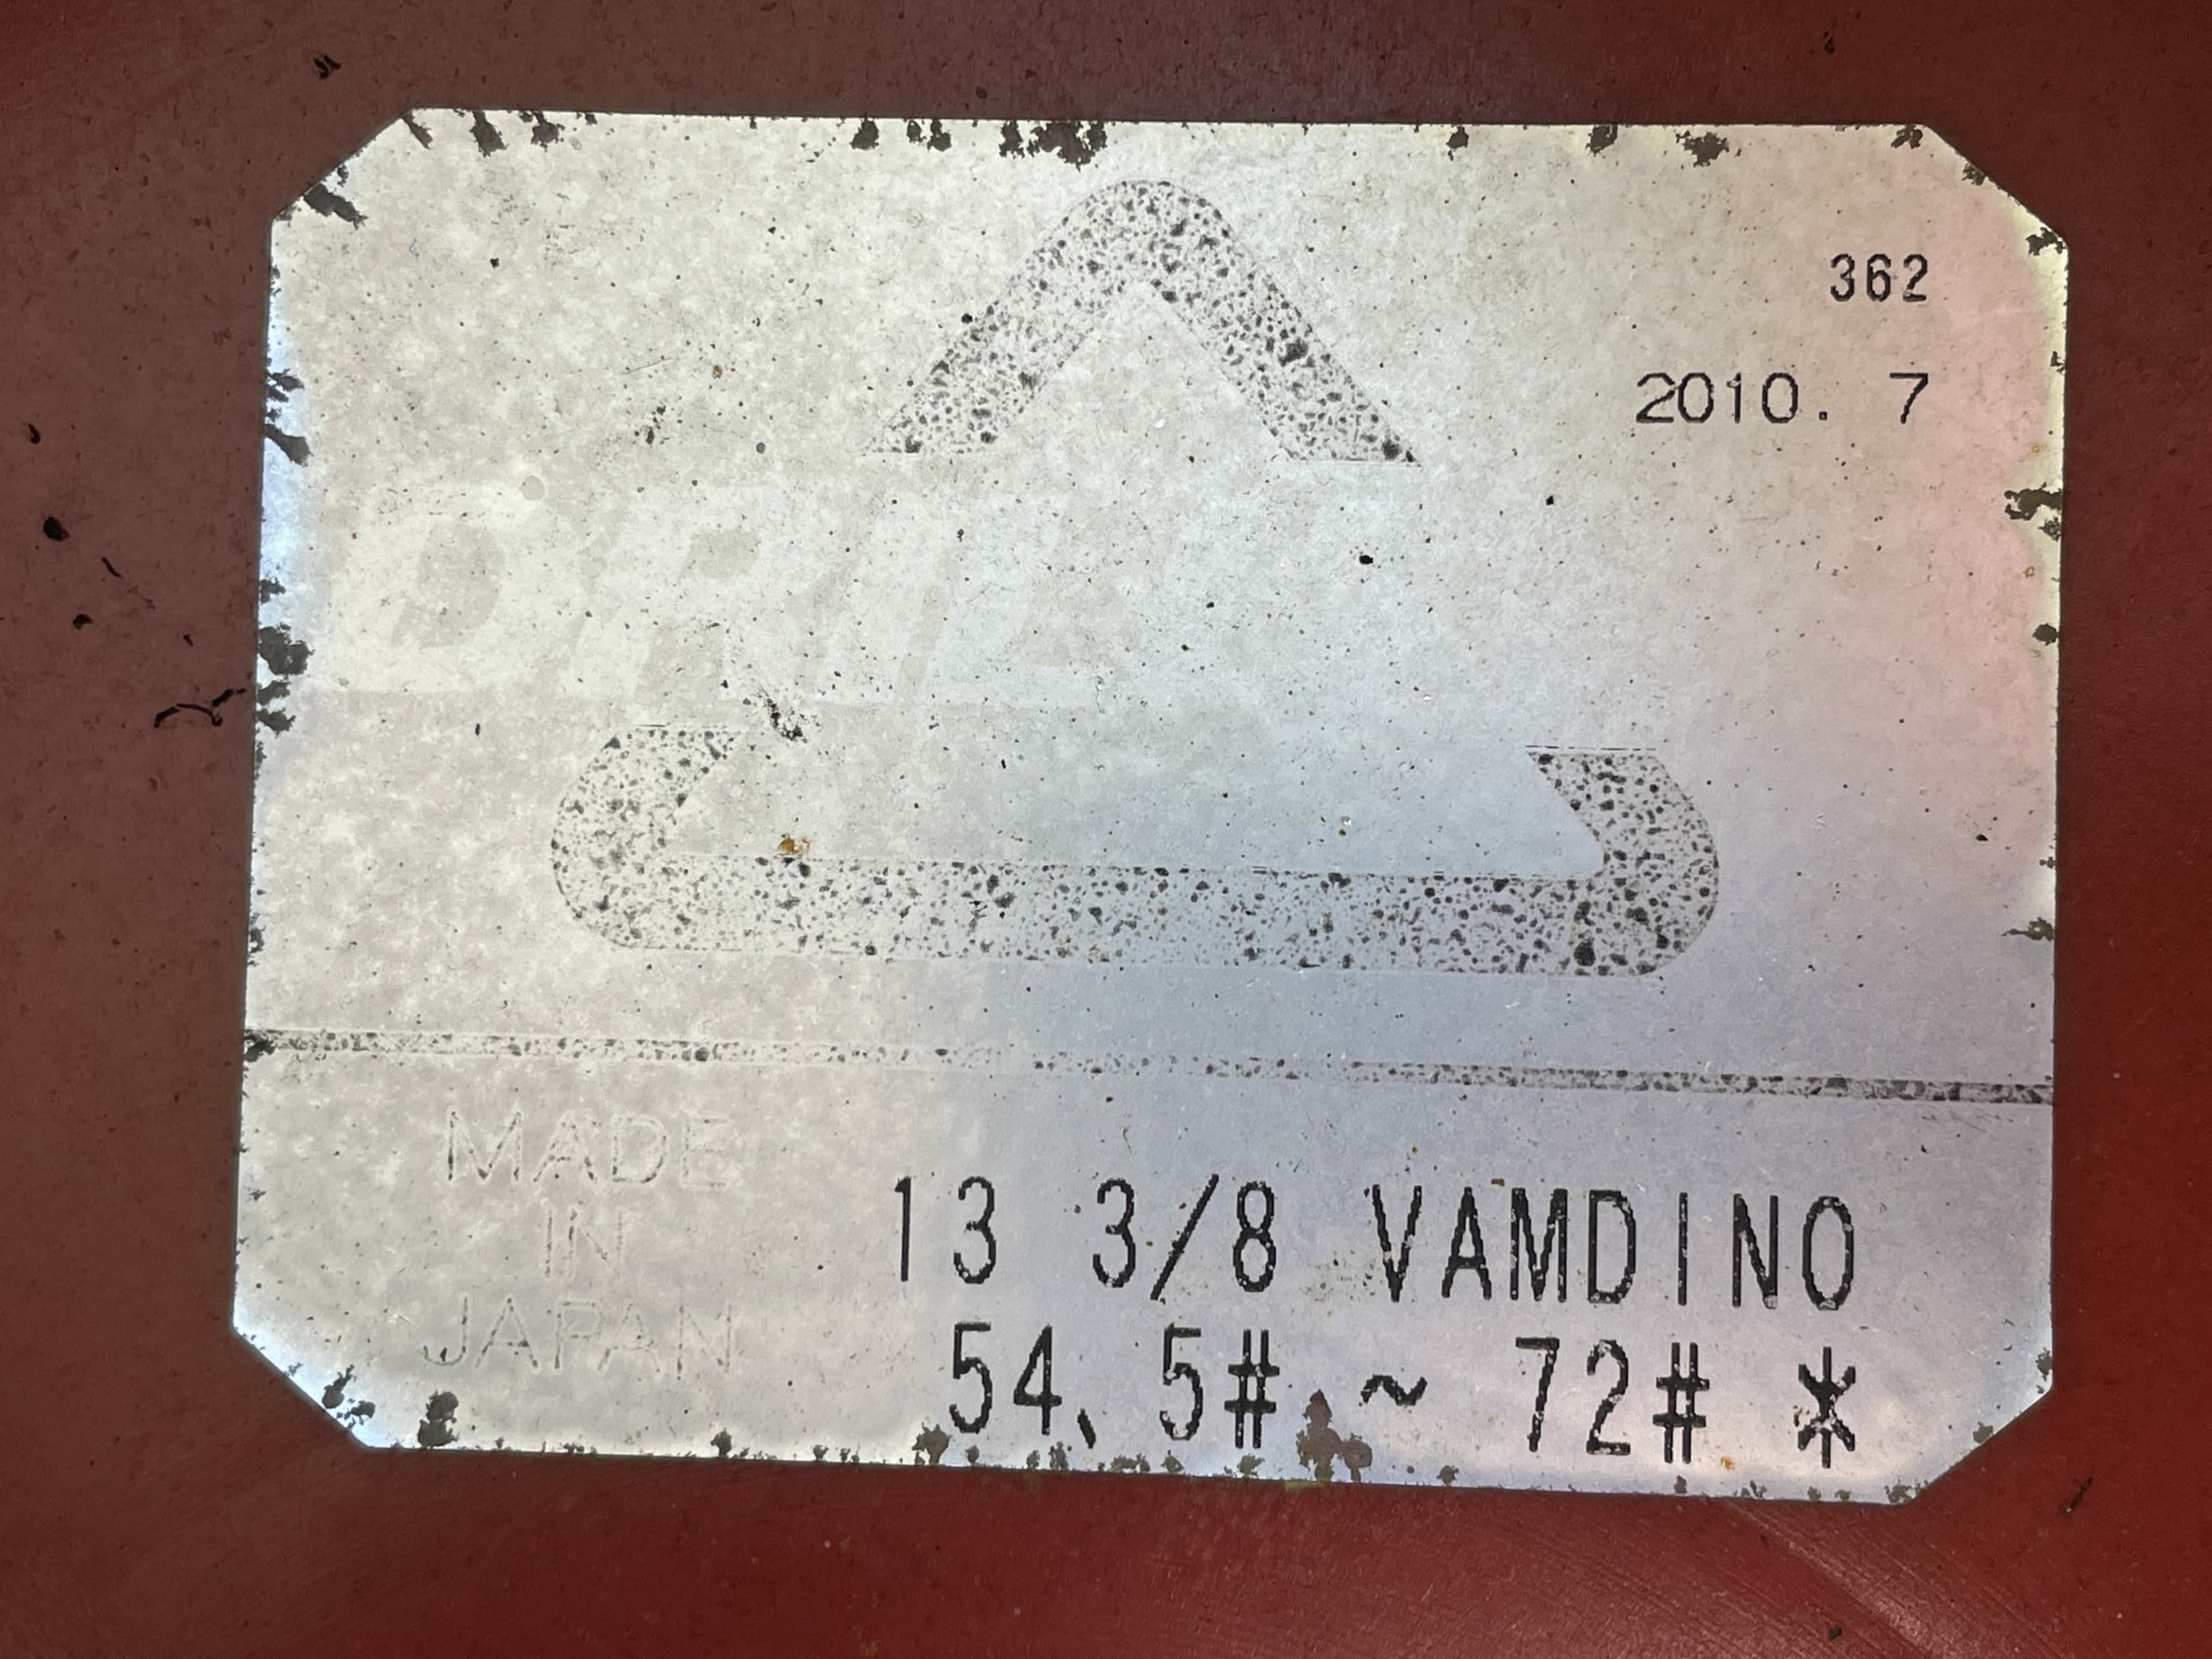 362
2010. 7
MADE
IN
JAPAN
13 3/8 VAMDINO
54、5# ~ 72# *